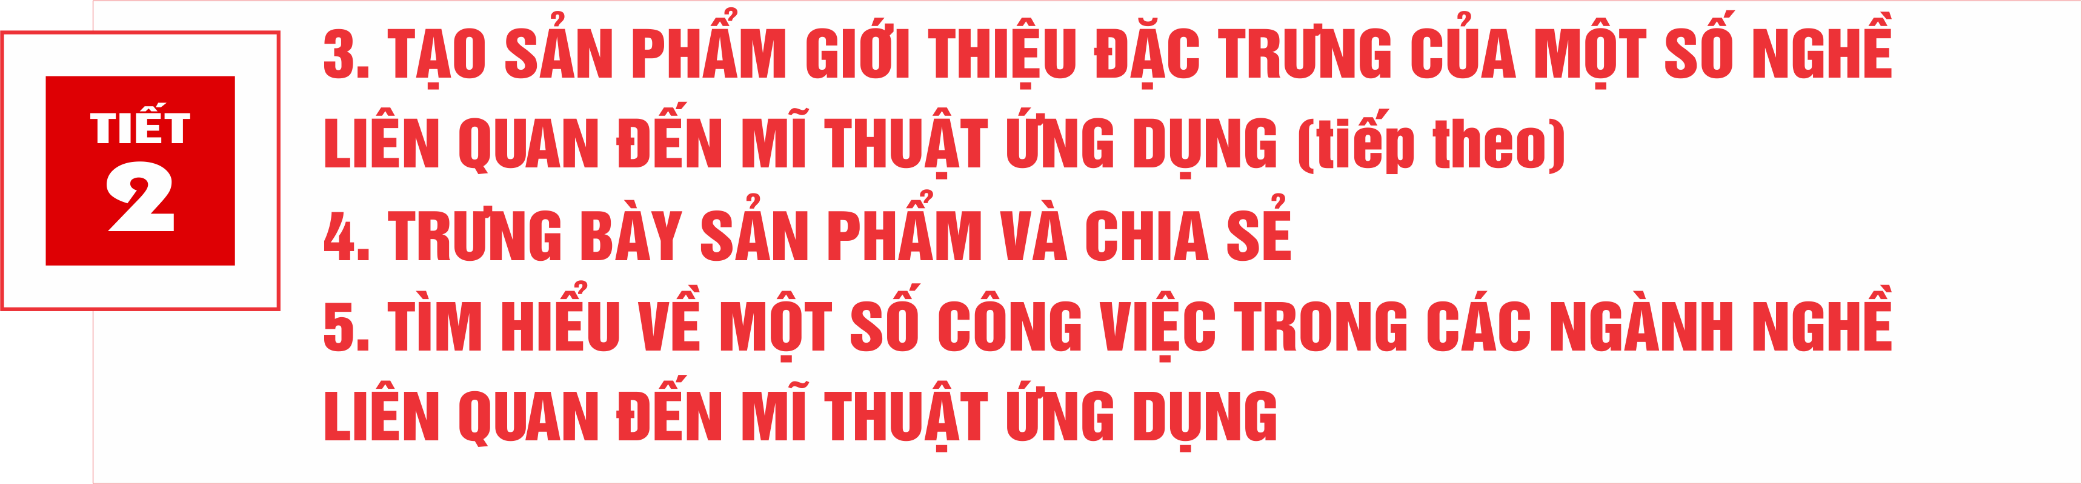 TIẾT
2
3. TẠO SẢN PHẨM GIỚI THIỆU ĐẶC TRƯNG CỦA MỘT SỐ NGHỀ
LIÊN QUAN ĐẾN MĨ THUẬT ỨNG DỤNG (tiếp theo)
4. TRƯNG BÀY SẢN PHẨM VÀ CHIA SẺ
5. TÌM HIỂU VỀ MỘT SỐ CÔNG VIỆC TRONG CÁC NGÀNH NGHỀ
LIÊN QUAN ĐẾN MĨ THUẬT ỨNG DỤNG